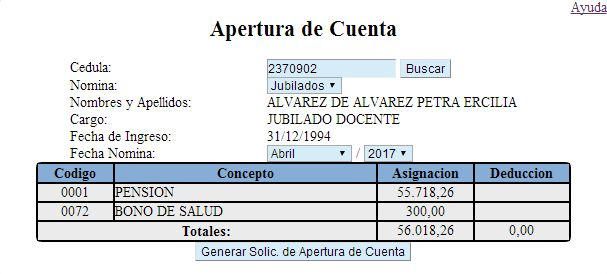 Ayuda
Apertura de Cuenta
Cedula: 2370902 Buscar
Nomina: Jubilados
Nombres y Apellidos: ALVAREZ DE ALVAREZ PETRA ERCILIA
Cargo: JUBILADO DOCENTE
Fecha de Ingreso: 31/12/1994
Fecha Nomina: Abril / 2017
Codigo Concepto Asignacion Deduccion
0001 PENSION 55.718,26
0072 BONO DE SALUD 300,00
Totales: 56.018,26 0,00
Generar Solic. de Apertura de Cuenta